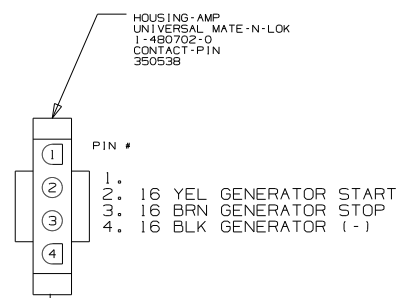 HOUSING-AMP
UNIVERSAL MATE-N-LOK
1-480702-0
CONTACT-PIN
350538
PIN #
1
2
3
4
1.
2. 16 YEL GENERATOR START
3. 16 BRN GENERATOR STOP
4. 16 BLK GENERATOR (-)